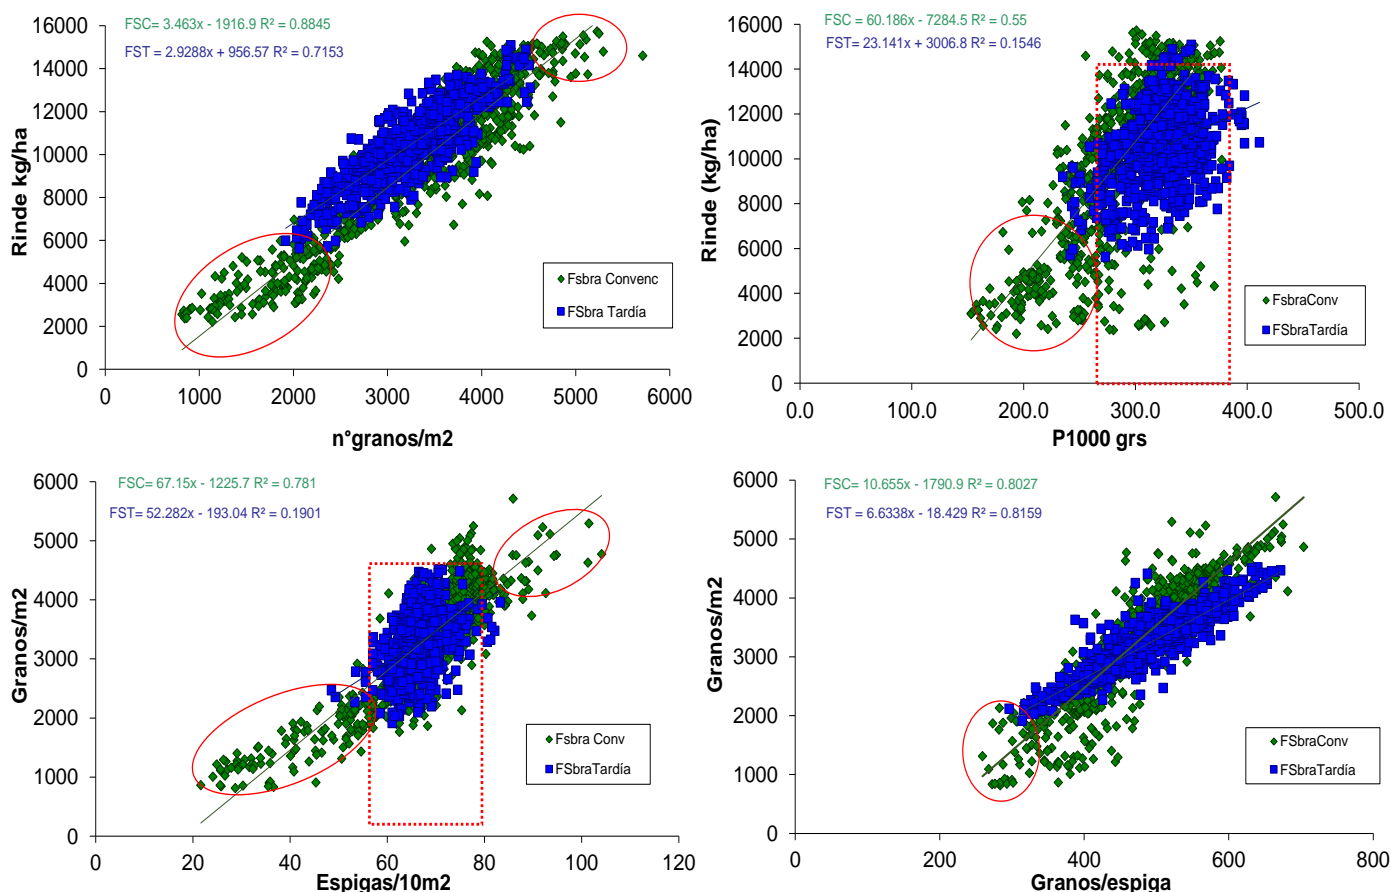 FSC= 3.463x - 1916.9 R² = 0.8845
FST = 2.9288x + 956.57 R² = 0.7153
16000
14000
12000
10000
8000
6000
4000
2000
0
Rinde kg/ha
Fsbra Convenc
FSbra Tardía
0
1000
2000
3000
4000
5000
6000
n°granos/m2
FSC = 60.186x - 7284.5 R² = 0.55
FST= 23.141x + 3006.8 R² = 0.1546
16000
14000
12000
10000
8000
6000
4000
2000
0
Rinde (kg/ha)
FsbraConv
FSbraTardía
0.0
100.0
200.0
300.0
400.0
500.0
P1000 grs
FSC= 67.15x - 1225.7 R² = 0.781
FST= 52.282x - 193.04 R² = 0.1901
6000
5000
4000
3000
2000
1000
0
Granos/m2
Fsbra Conv
FSbraTardía
0
20
40
60
80
100
120
Espigas/10m2
FSC= 10.655x - 1790.9 R² = 0.8027
FST = 6.6338x - 18.429 R² = 0.8159
6000
5000
4000
3000
2000
1000
0
Granos/m2
FSbraConv
FSbraTardía
0
200
400
600
800
Granos/espiga